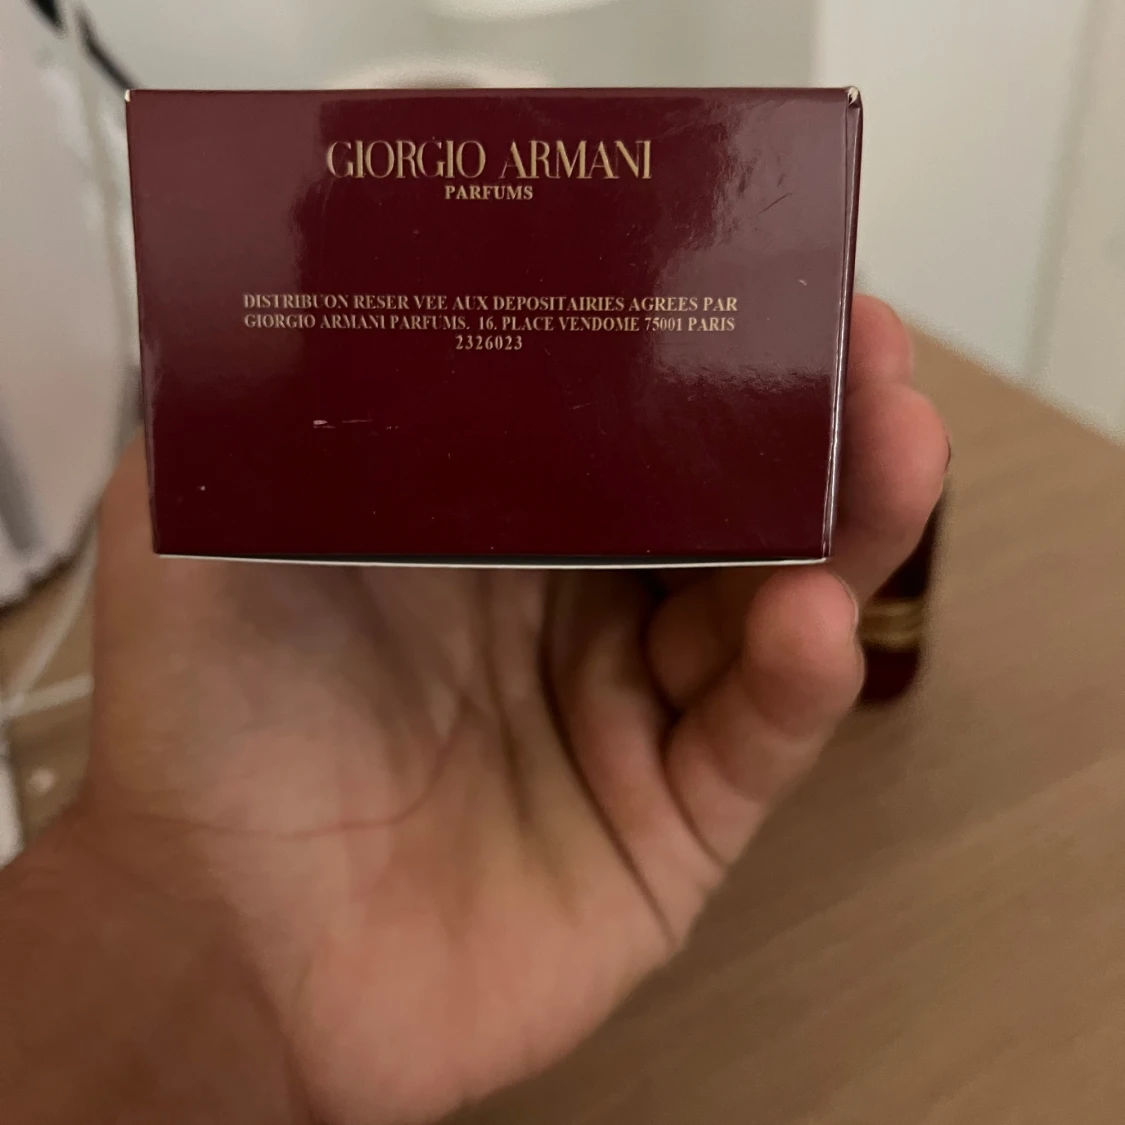 GIORGIO ARMANI
PARFUMS
DISTRIBUON RESER VEE AUX DEPOSITAIRIES AGREES PAR
GIORGIO ARMANI PARFUMS. 16. PLACE VENDOME 75001 PARIS
2326023